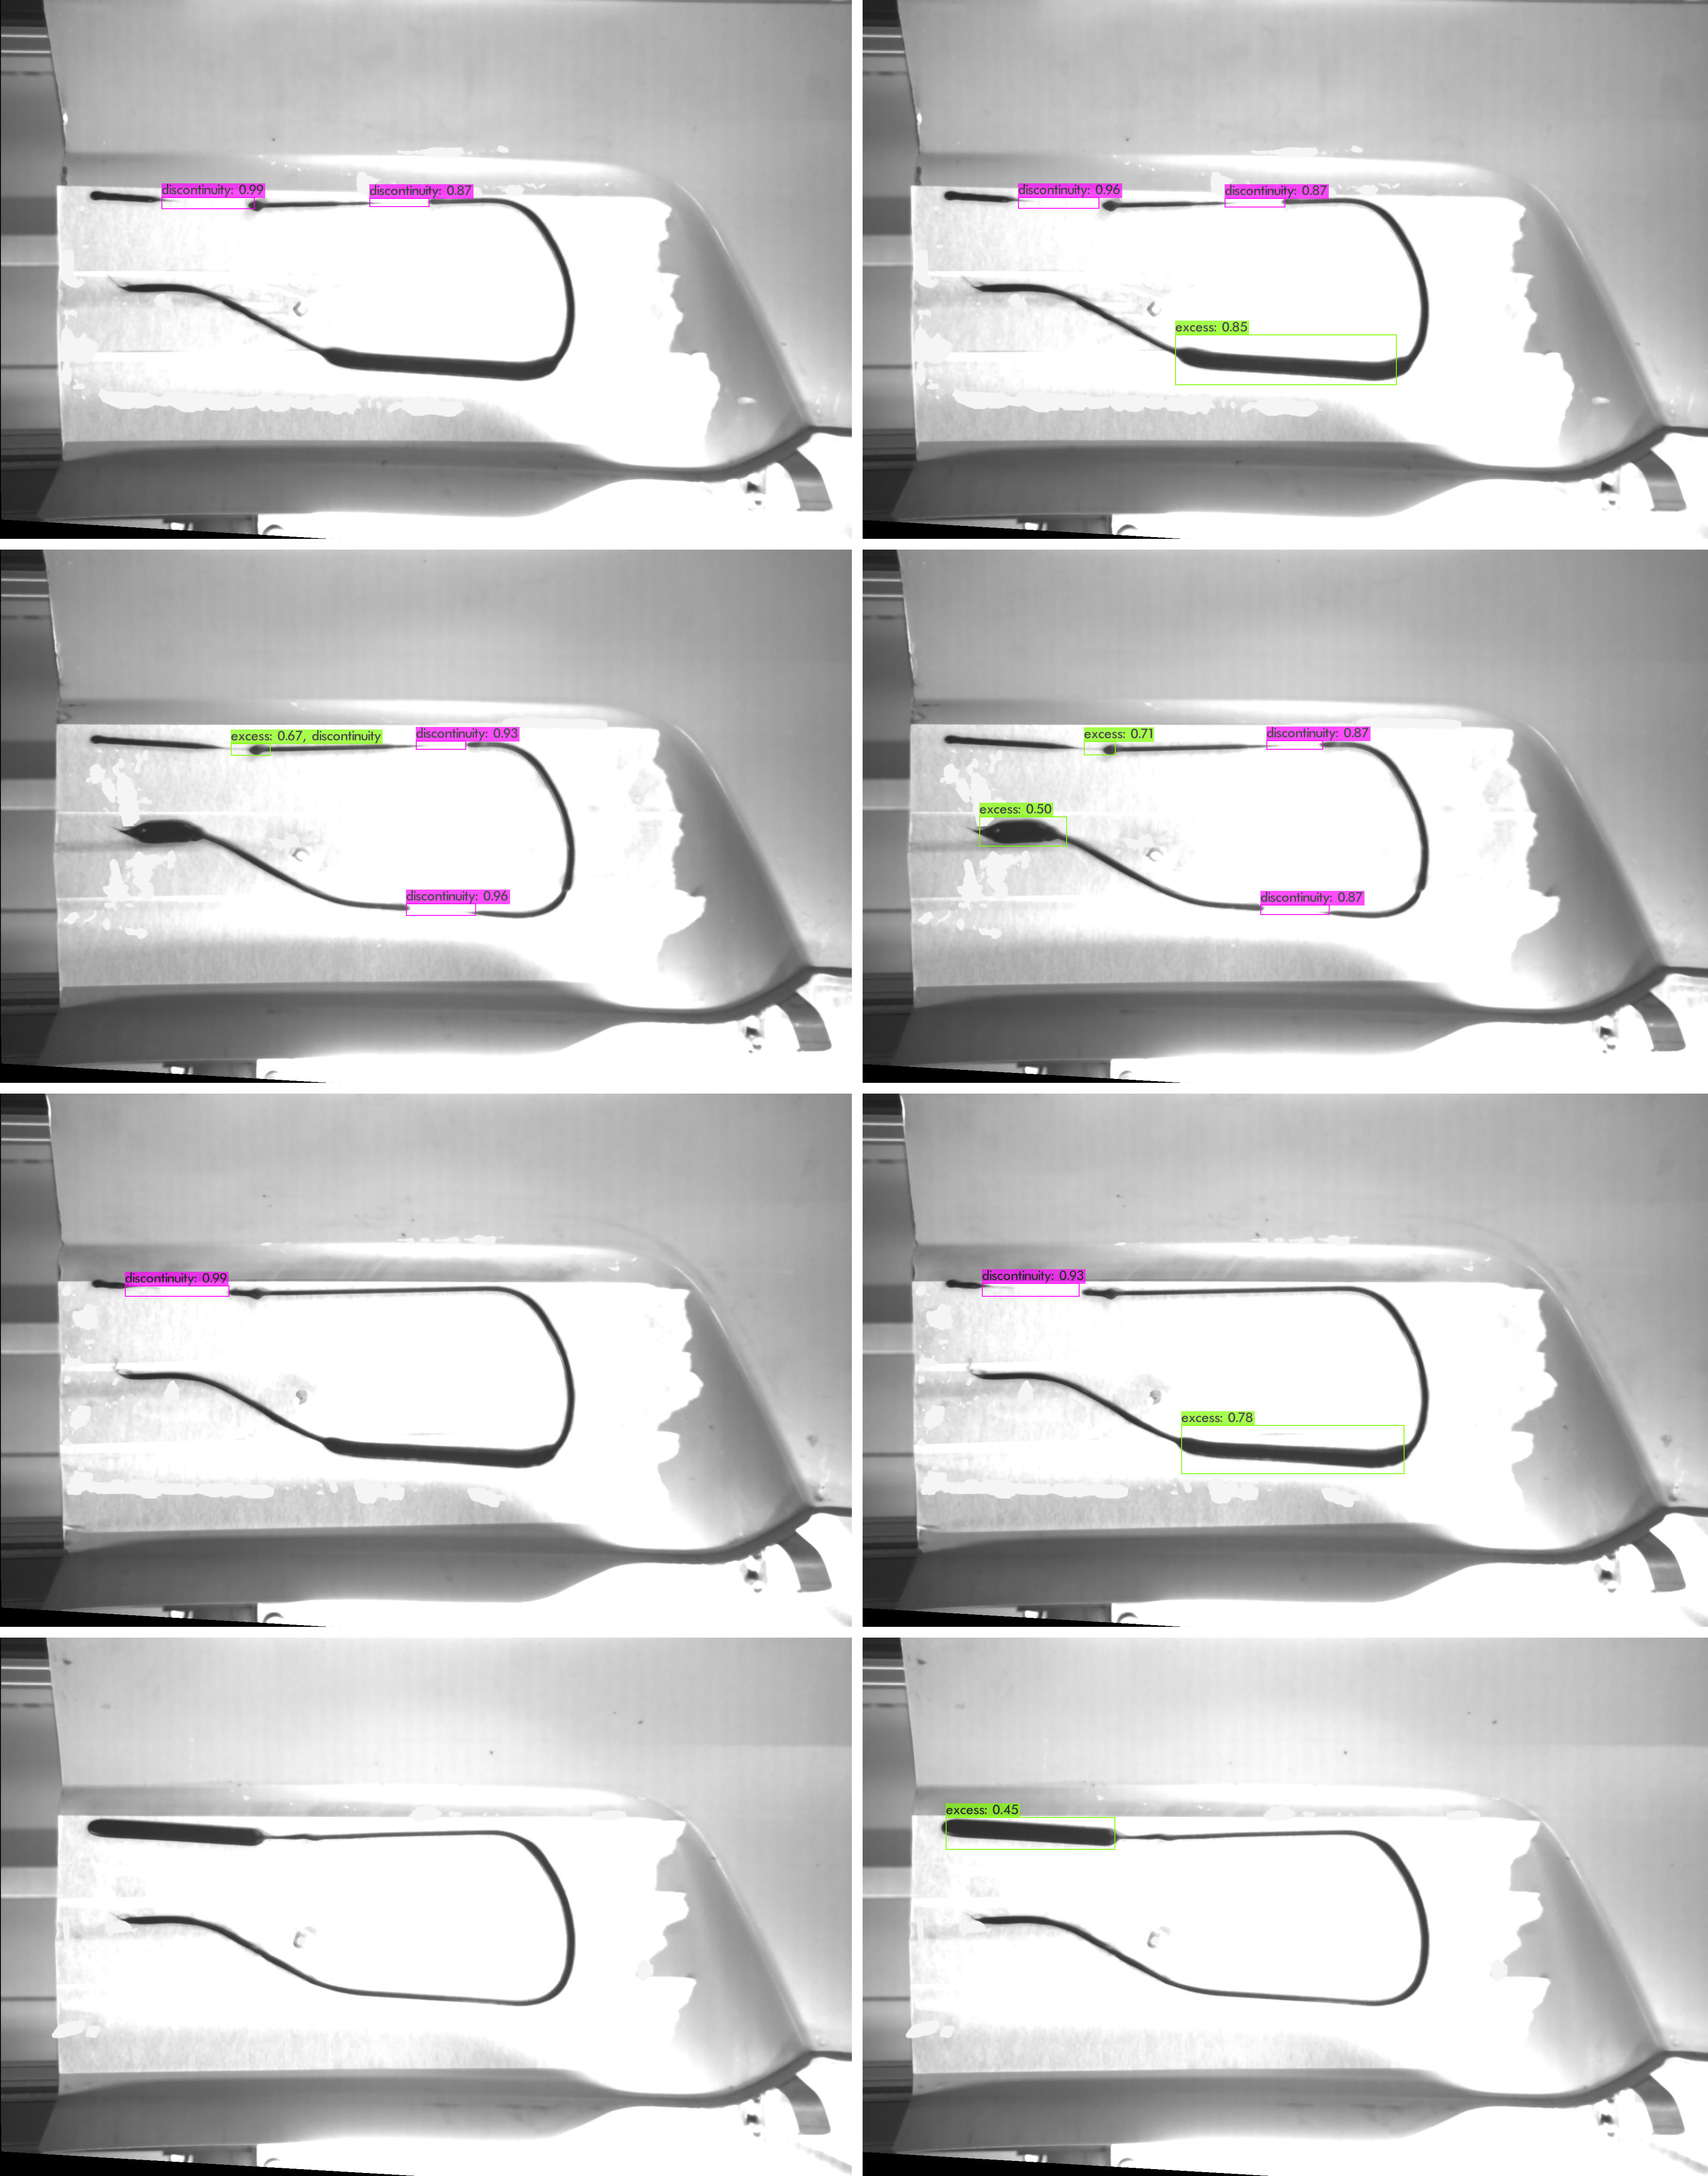 discontinuity: 0.99
discontinuity: 0.87
discontinuity: 0.96
discontinuity: 0.87
excess: 0.85
excess: 0.67, discontinuity
discontinuity: 0.93
discontinuity: 0.96
excess: 0.71
discontinuity: 0.87
excess: 0.50
discontinuity: 0.87
discontinuity: 0.99
discontinuity: 0.93
excess: 0.78
excess: 0.45